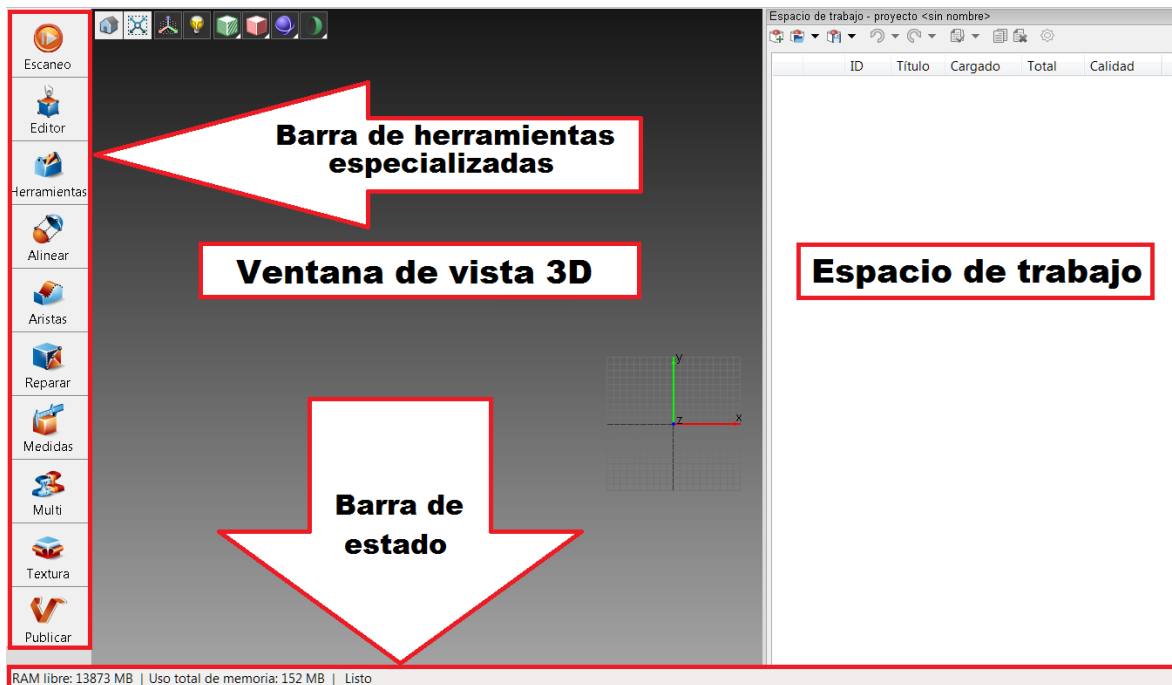 Espacio de trabajo - proyecto <sin nombre>
ID Título Cargado Total Calidad
Escaneo
Editor
Herramientas
Alinear
Aristas
Reparar
Medidas
Multi
Textura
Publicar
Barra de herramientas
especializadas
Ventana de vista 3D
Espacio de trabajo
y
z
x
Barra de
estado
RAM libre: 13873 MB | Uso total de memoria: 152 MB | Listo